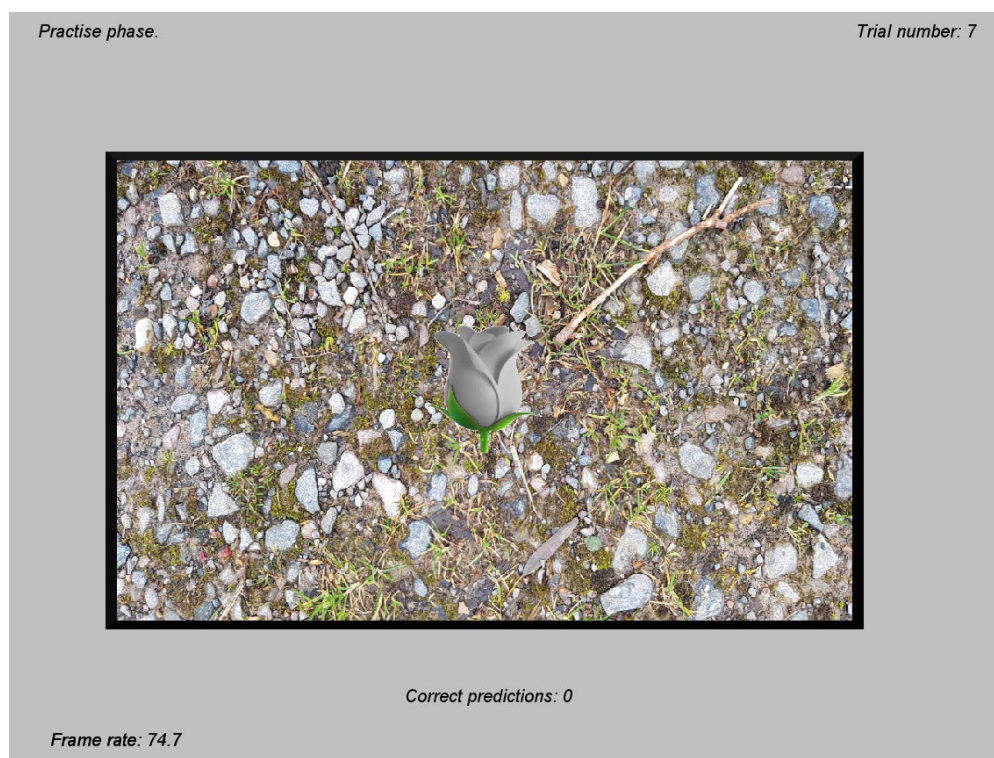 Practise phase.
Trial number: 7
Correct predictions: 0
Frame rate: 74.7